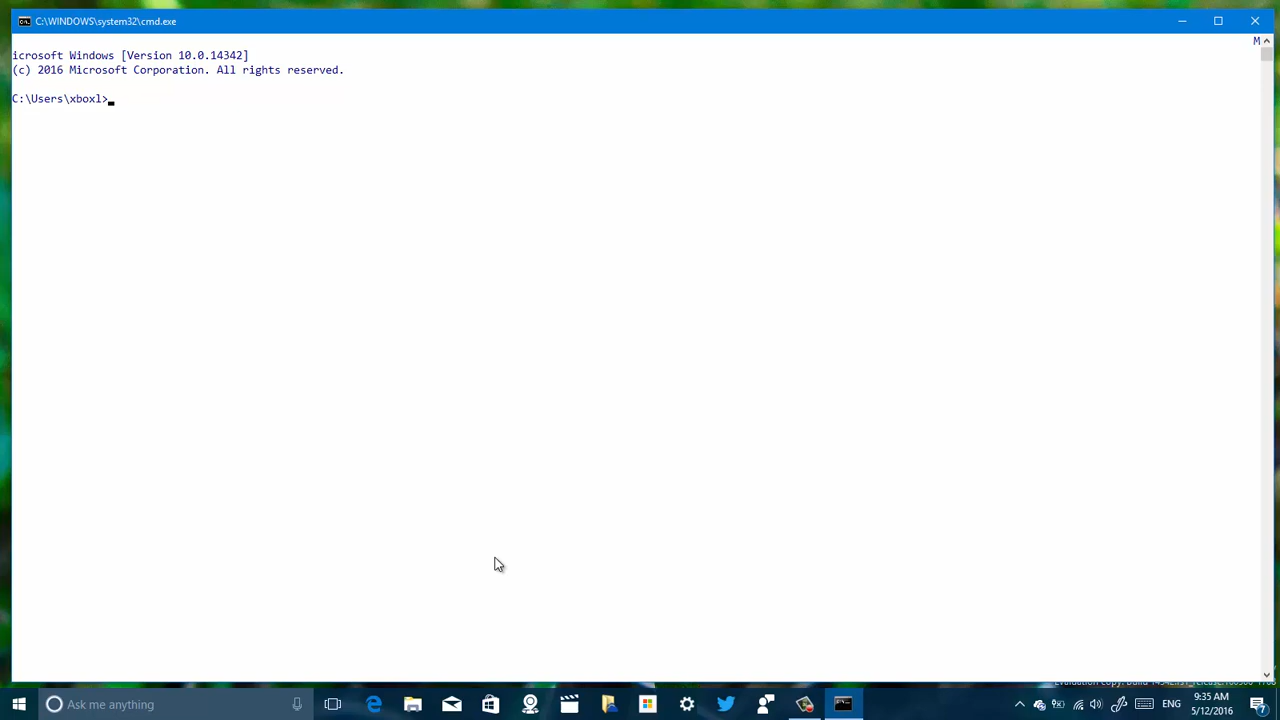 C:\WINDOWS\system32\cmd.exe
M
icrosoft Windows [Version 10.0.14342]
(c) 2016 Microsoft Corporation. All rights reserved.
C:\Users\xboxl>
Ask me anything
ENG
9:35 AM
5/12/2016
7